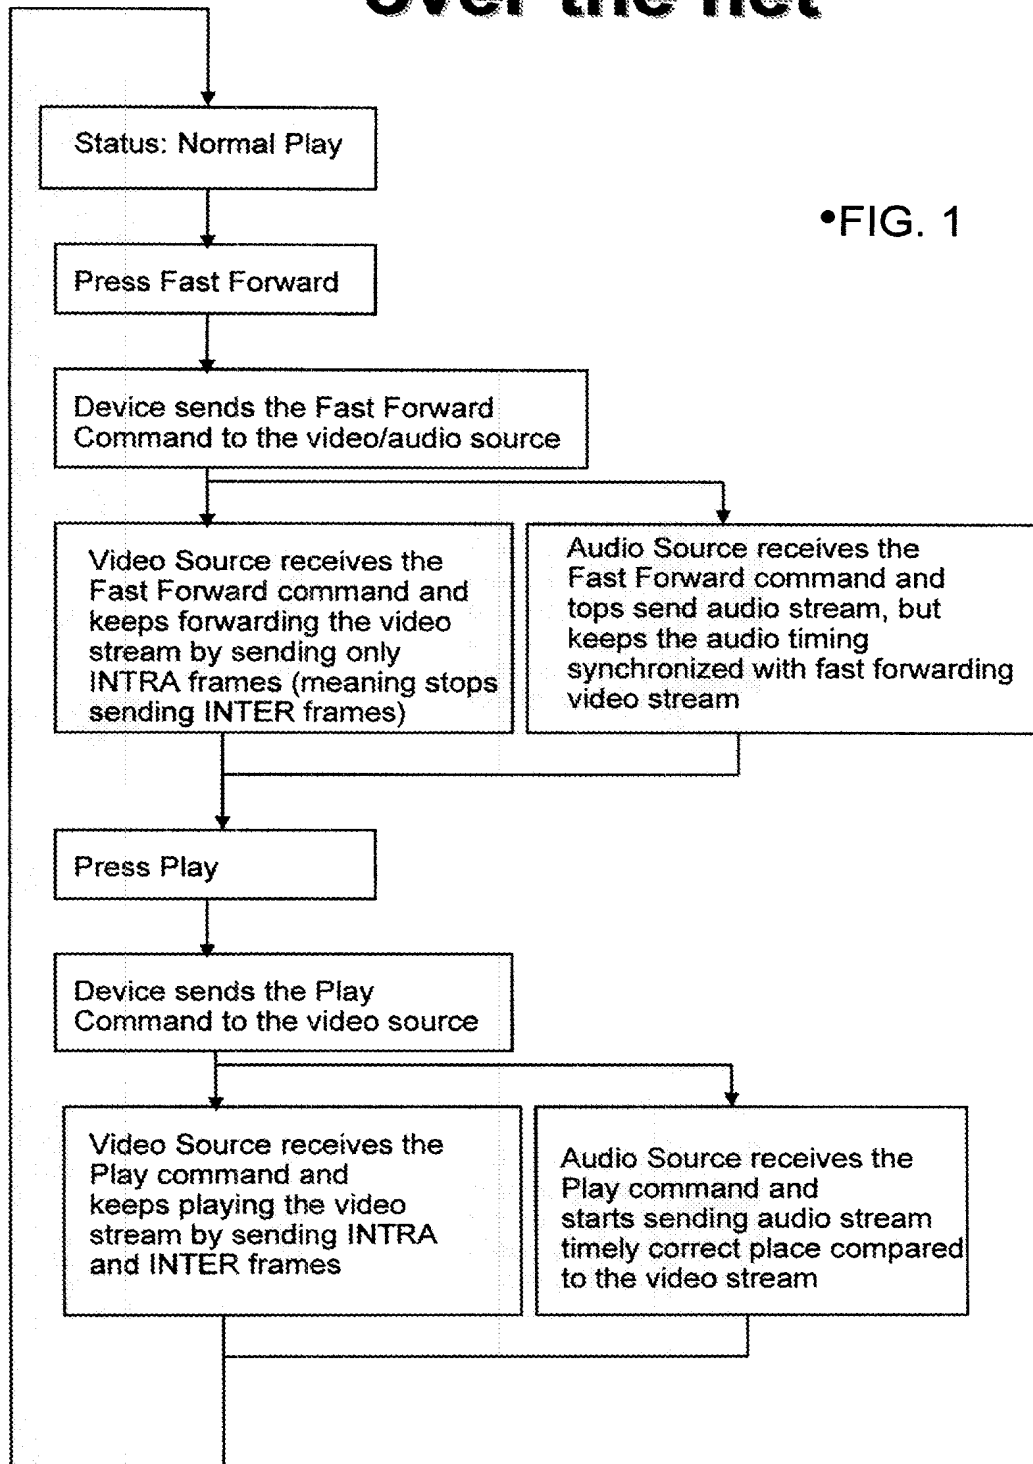 over the net
Status: Normal Play
•FIG. 1
Press Fast Forward
Device sends the Fast Forward
Command to the video/audio source
Video Source receives the
Fast Forward command and
keeps forwarding the video
stream by sending only
INTRA frames (meaning stops
sending INTER frames)
Audio Source receives the
Fast Forward command and
tops send audio stream, but
keeps the audio timing
synchronized with fast forwarding
video stream
Press Play
Device sends the Play
Command to the video source
Video Source receives the
Play command and
keeps playing the video
stream by sending INTRA
and INTER frames
Audio Source receives the
Play command and
starts sending audio stream
timely correct place compared
to the video stream